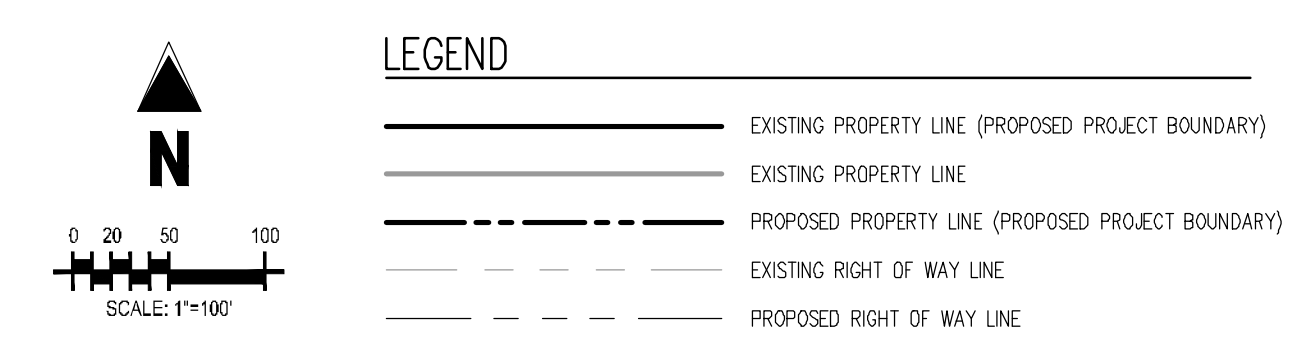 N
0 20 50 100
SCALE: 1"=100'
LEGEND
EXISTING PROPERTY LINE (PROPOSED PROJECT BOUNDARY)
EXISTING PROPERTY LINE
PROPOSED PROPERTY LINE (PROPOSED PROJECT BOUNDARY)
EXISTING RIGHT OF WAY LINE
PROPOSED RIGHT OF WAY LINE